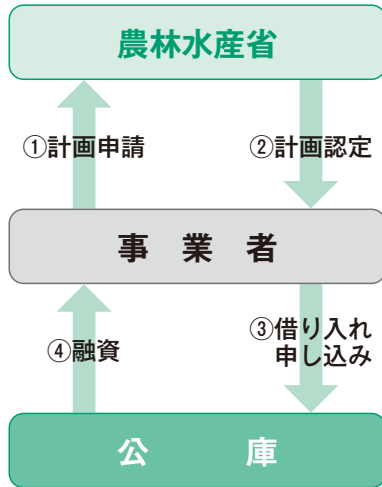 農林水産省
①計画申請
②計画認定
事業者
③借り入れ
申し込み
④融資
公庫